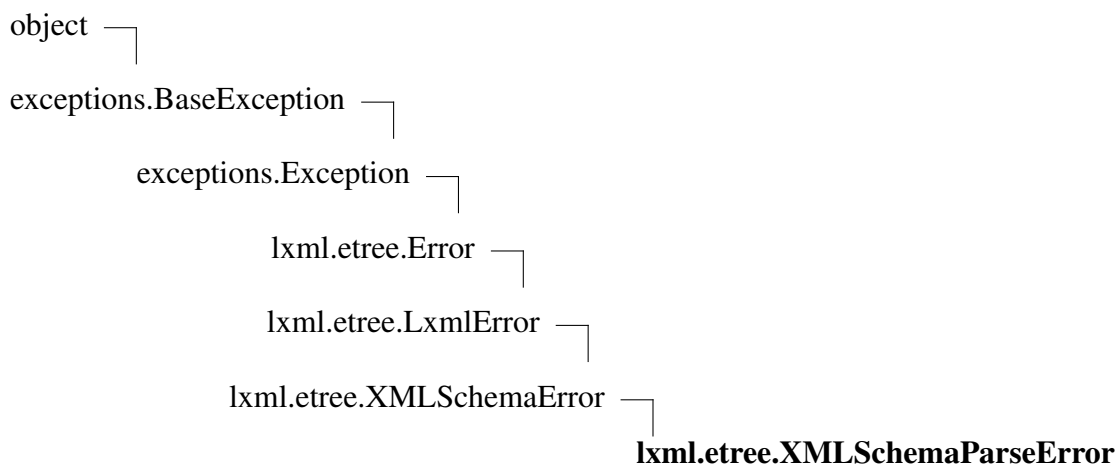 object
exceptions.BaseException
exceptions.Exception
lxml.etree.Error
lxml.etree.LxmlError
lxml.etree.XMLSchemaError
lxml.etree.XMLSchemaParseError